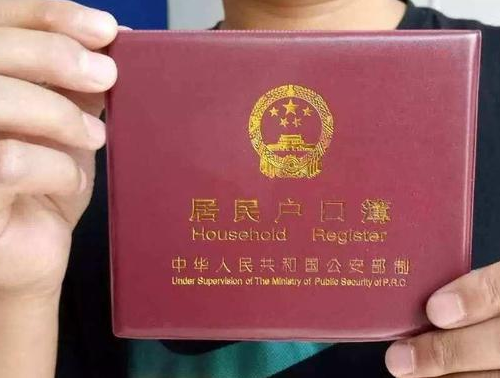 居民户口簿
Household Register
中华人民共和国公安部制
Under Supervision of The Ministry of Public Security of P.R.C